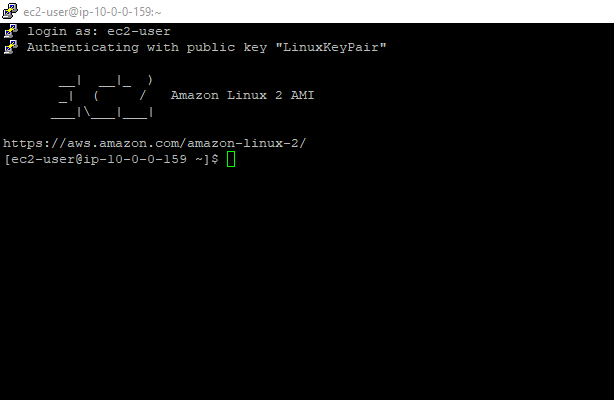 ec2-user@ip-10-0-0-159:~
login as: ec2-user
Authenticating with public key "LinuxKeyPair"
       __|  __|_  )
       _|  (     /   Amazon Linux 2 AMI
      ___|\___|___|
https://aws.amazon.com/amazon-linux-2/
[ec2-user@ip-10-0-0-159 ~]$